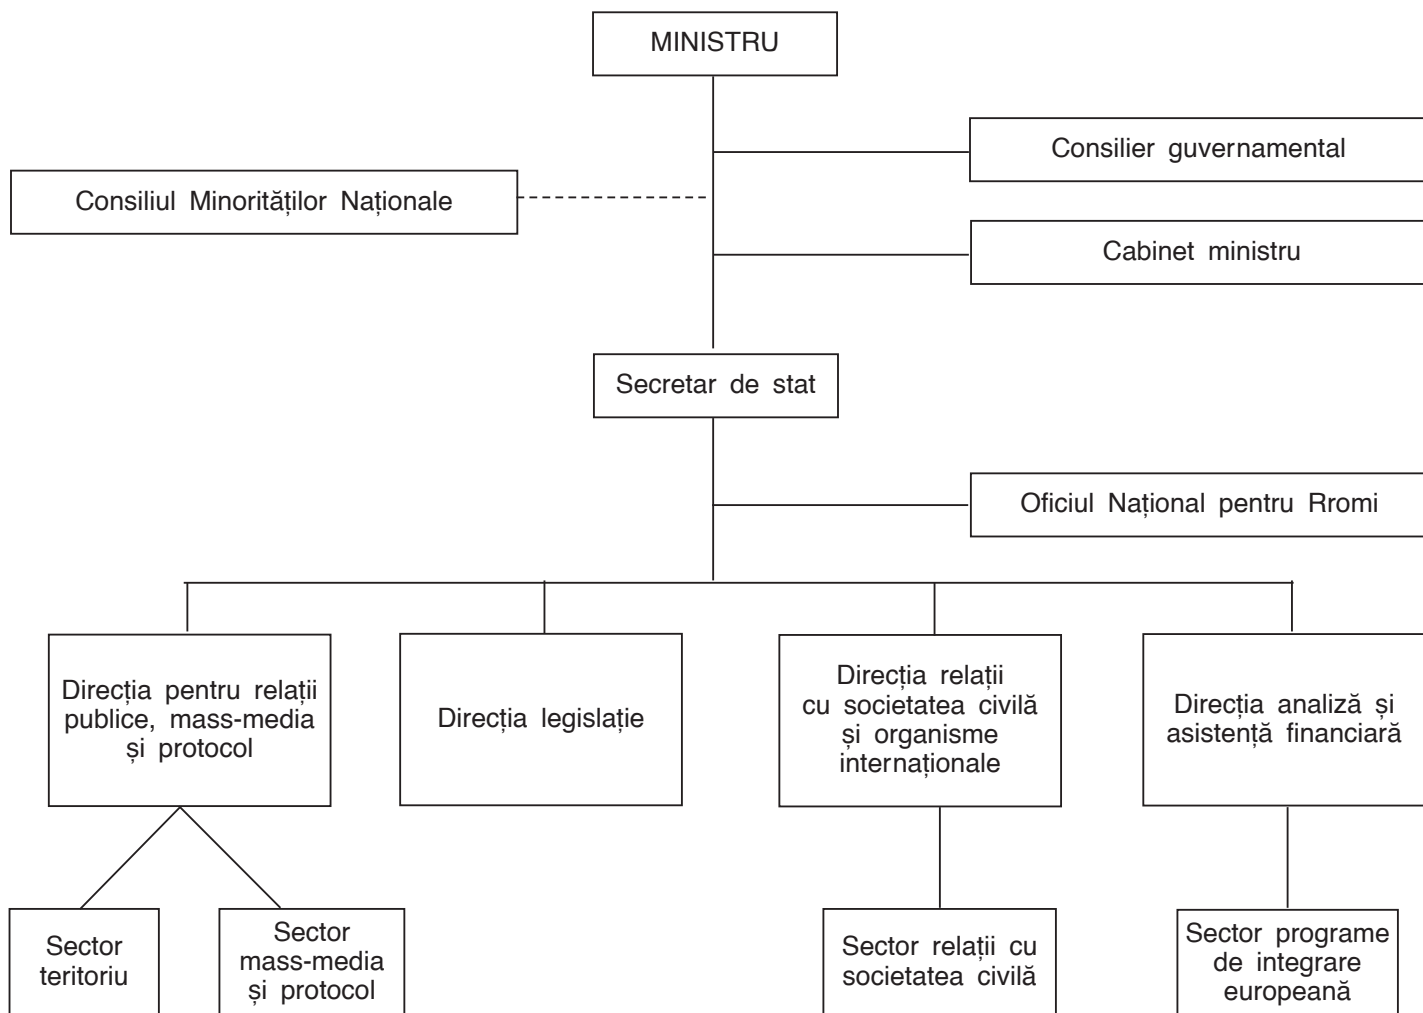 MINISTRU
Consilier guvernamental
Consiliul Minorităților Naționale
Cabinet ministru
Secretar de stat
Oficiul Național pentru Rromi
Direcția pentru relații
publice, mass-media
și protocol
Direcția legislație
Direcția relații
cu societatea civilă
și organisme
internaționale
Direcția analiză și
asistență financiară
Sector
teritoriu
Sector
mass-media
și protocol
Sector relații cu
societatea civilă
Sector programe
de integrare
europeană